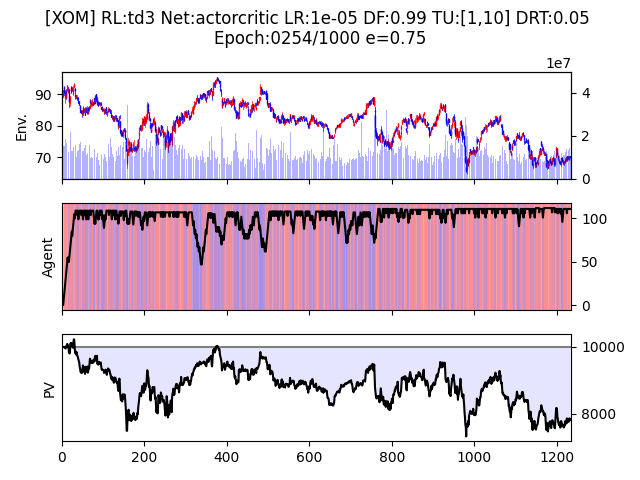 [XOM] RL:td3 Net:actorcritic LR:1e-05 DF:0.99 TU:[1,10] DRT:0.05
Epoch:0254/1000 e=0.75
1e7
90
80
70
Env.
4
2
0
Agent
100
50
0
PV
10000
8000
0 200 400 600 800 1000 1200